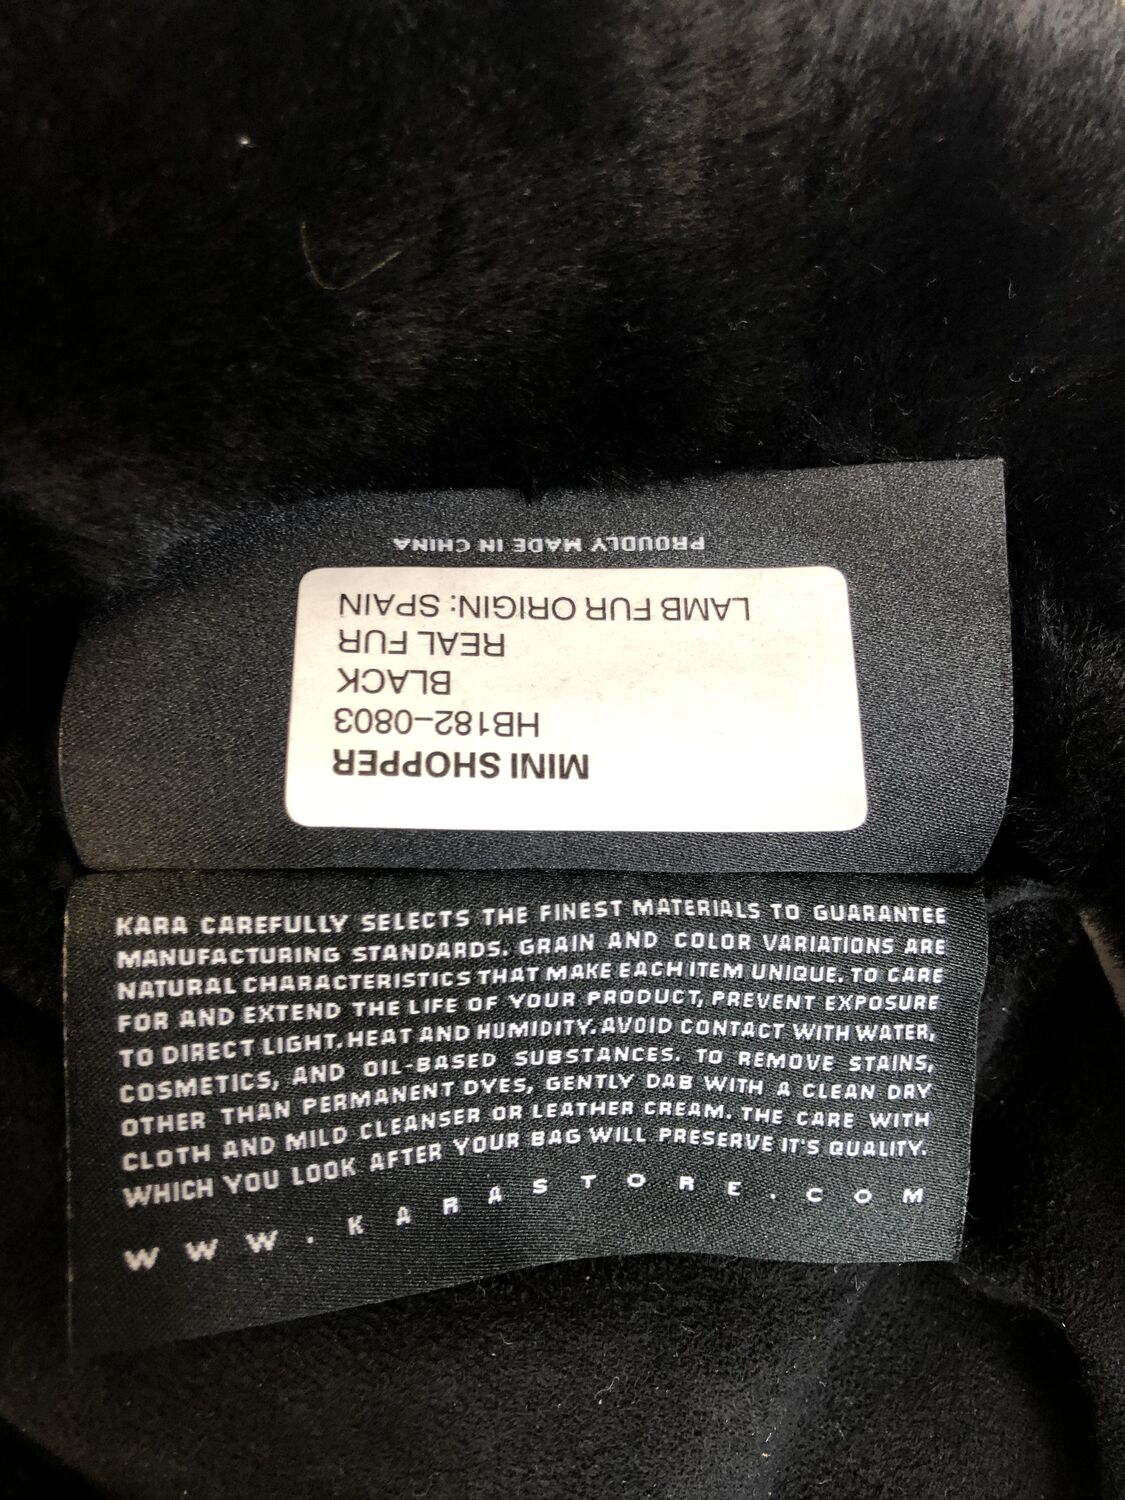 MINI SHOPPER
HB182-0803
BLACK
REAL FUR
LAMB FUR ORIGIN: SPAIN
PROUDLY MADE IN CHINA
KARA CAREFULLY SELECTS THE FINEST MATERIALS TO GUARANTEE
MANUFACTURING STANDARDS. GRAIN AND COLOR VARIATIONS ARE
NATURAL CHARACTERISTICS THAT MAKE EACH ITEM UNIQUE. TO CARE
FOR AND EXTEND THE LIFE OF YOUR PRODUCT, PREVENT EXPOSURE
TO DIRECT LIGHT, HEAT AND HUMIDITY. AVOID CONTACT WITH WATER,
COSMETICS, AND OIL-BASED SUBSTANCES. TO REMOVE STAINS,
OTHER THAN PERMANENT DYES, GENTLY DAB WITH A CLEAN DRY
CLOTH AND MILD CLEANSER OR LEATHER CREAM. THE CARE WITH
WHICH YOU LOOK AFTER YOUR BAG WILL PRESERVE IT'S QUALITY.
WWW.KARASTORE.COM